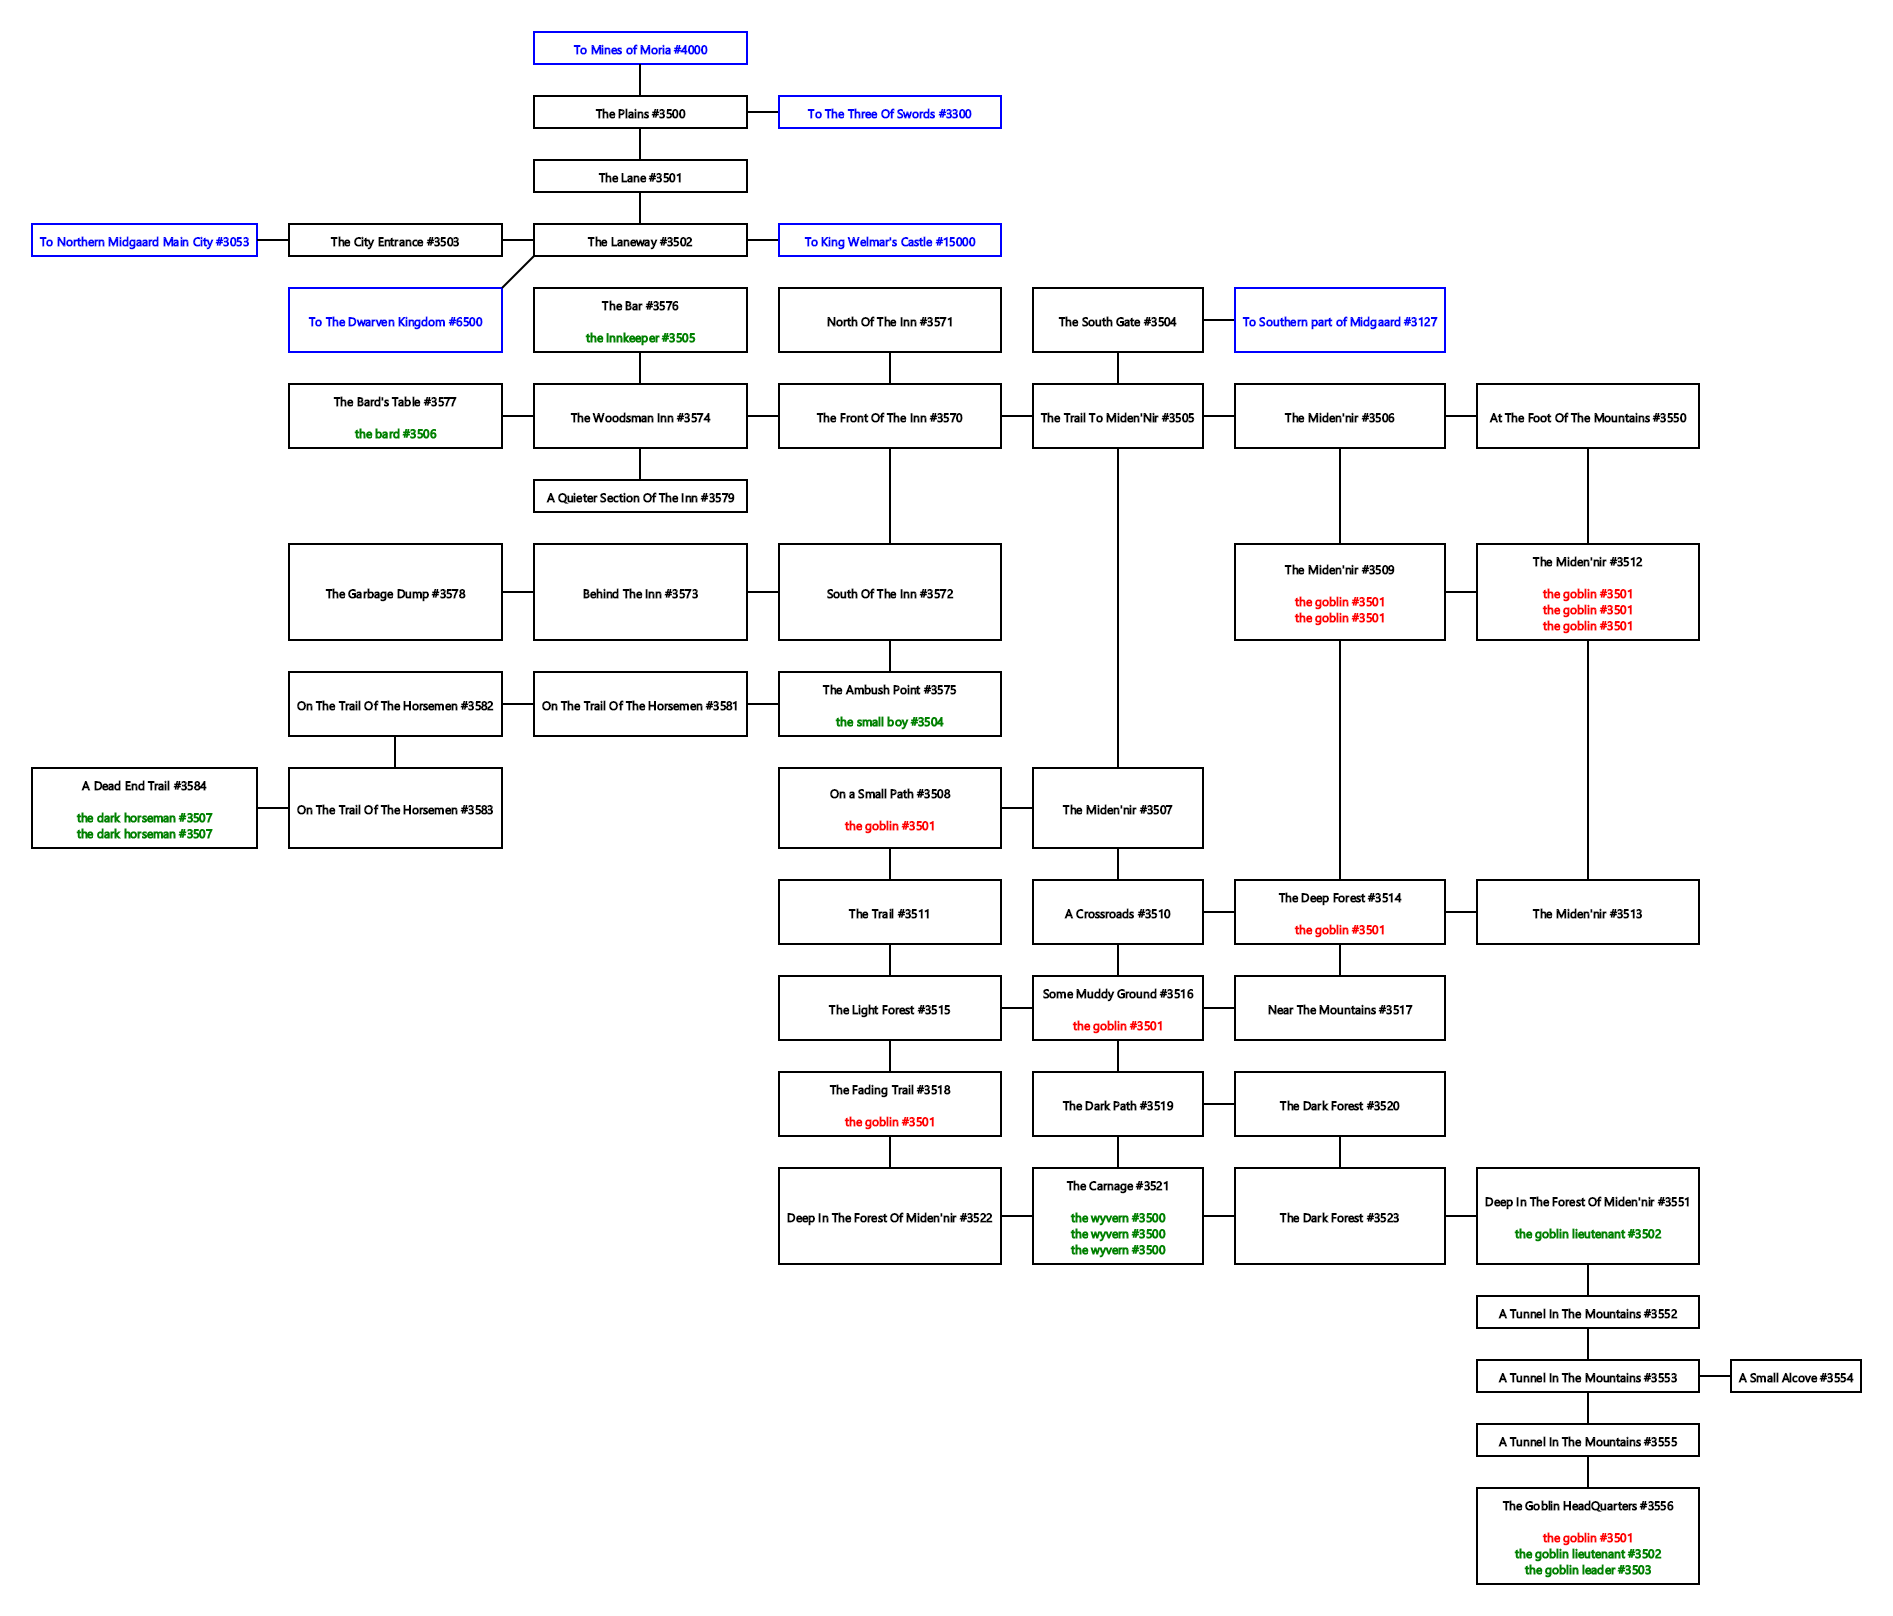 To Mines of Moria #4000
The Plains #3500
To The Three Of Swords #3300
The Lane #3501
To Northern Midgaard Main City #3053
The City Entrance #3503
The Laneway #3502
To King Welmar's Castle #15000
To The Dwarven Kingdom #6500
The Bar #3576
the Innkeeper #3505
North Of The Inn #3571
The South Gate #3504
To Southern part of Midgaard #3127
The Bard's Table #3577
the bard #3506
The Woodsman Inn #3574
The Front Of The Inn #3570
The Trail To Miden'Nir #3505
The Miden'nir #3506
At The Foot Of The Mountains #3550
A Quieter Section Of The Inn #3579
The Garbage Dump #3578
Behind The Inn #3573
South Of The Inn #3572
The Miden'nir #3509
the goblin #3501
the goblin #3501
The Miden'nir #3512
the goblin #3501
the goblin #3501
the goblin #3501
On The Trail Of The Horsemen #3582
On The Trail Of The Horsemen #3581
The Ambush Point #3575
the small boy #3504
A Dead End Trail #3584
the dark horseman #3507
the dark horseman #3507
On The Trail Of The Horsemen #3583
On a Small Path #3508
the goblin #3501
The Miden'nir #3507
The Trail #3511
A Crossroads #3510
The Deep Forest #3514
the goblin #3501
The Miden'nir #3513
The Light Forest #3515
Some Muddy Ground #3516
the goblin #3501
Near The Mountains #3517
The Fading Trail #3518
the goblin #3501
The Dark Path #3519
The Dark Forest #3520
Deep In The Forest Of Miden'nir #3522
The Carnage #3521
the wyvern #3500
the wyvern #3500
the wyvern #3500
The Dark Forest #3523
Deep In The Forest Of Miden'nir #3551
the goblin lieutenant #3502
A Tunnel In The Mountains #3552
A Tunnel In The Mountains #3553
A Small Alcove #3554
A Tunnel In The Mountains #3555
The Goblin HeadQuarters #3556
the goblin #3501
the goblin lieutenant #3502
the goblin leader #3503